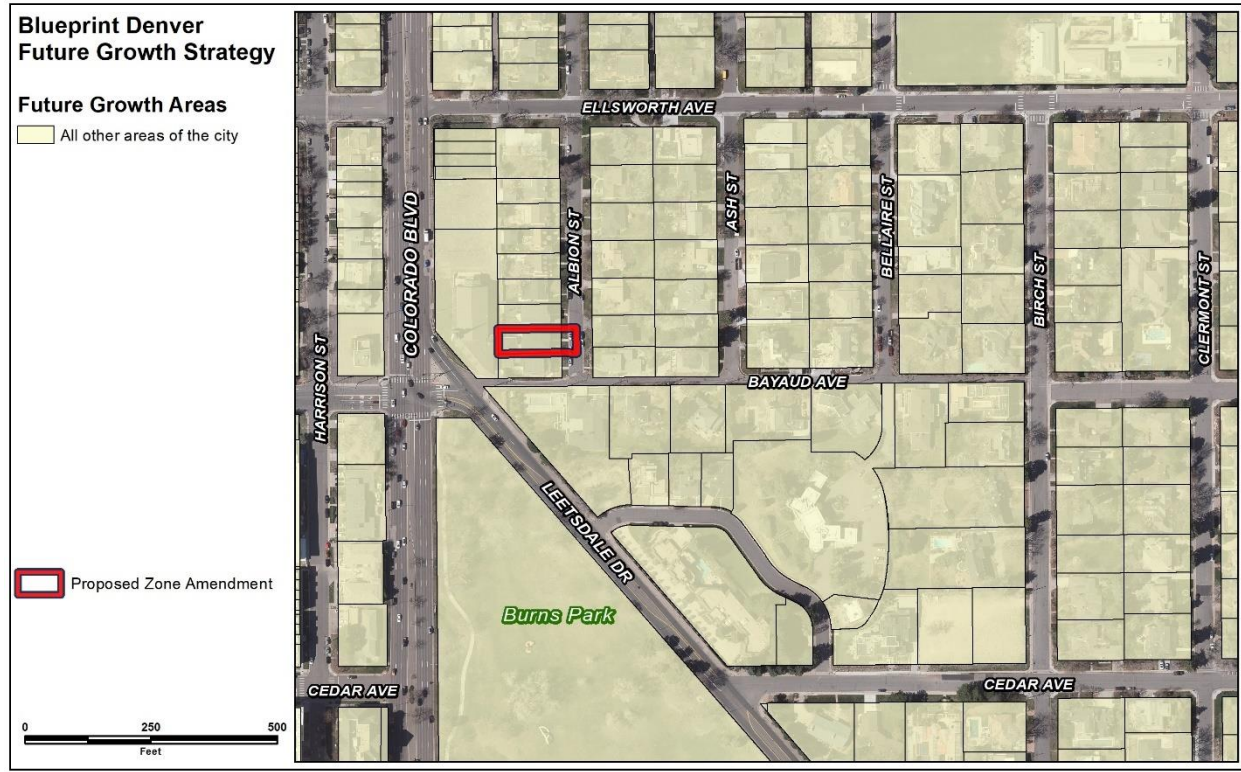 Blueprint Denver
Future Growth Strategy
Future Growth Areas
All other areas of the city
Proposed Zone Amendment
0 250 500
Feet
ELLSWORTH AVE
HARRISON ST
COLORADO BLVD
ALBION ST
ASH ST
BELLAIRE ST
BIRCH ST
CLERMONT ST
BAYAUD AVE
LEETSDALE DR
Burns Park
CEDAR AVE
CEDAR AVE